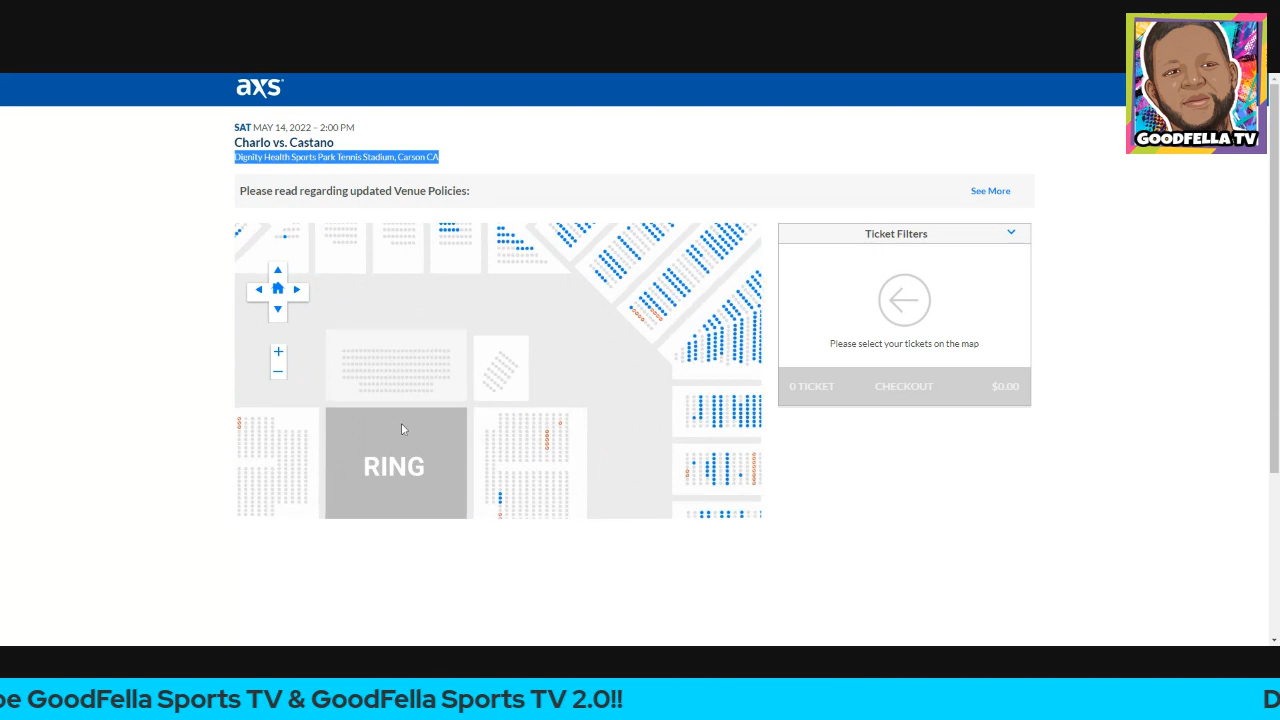 GOODFELLA TV
axs
SAT MAY 14, 2022 - 2:00 PM
Charlo vs. Castano
Dignity Health Sports Park Tennis Stadium, Carson CA
Please read regarding updated Venue Policies:
See More
Ticket Filters
Please select your tickets on the map
0 TICKET CHECKOUT $0.00
RING
be GoodFella Sports TV & GoodFella Sports TV 2.0!! D